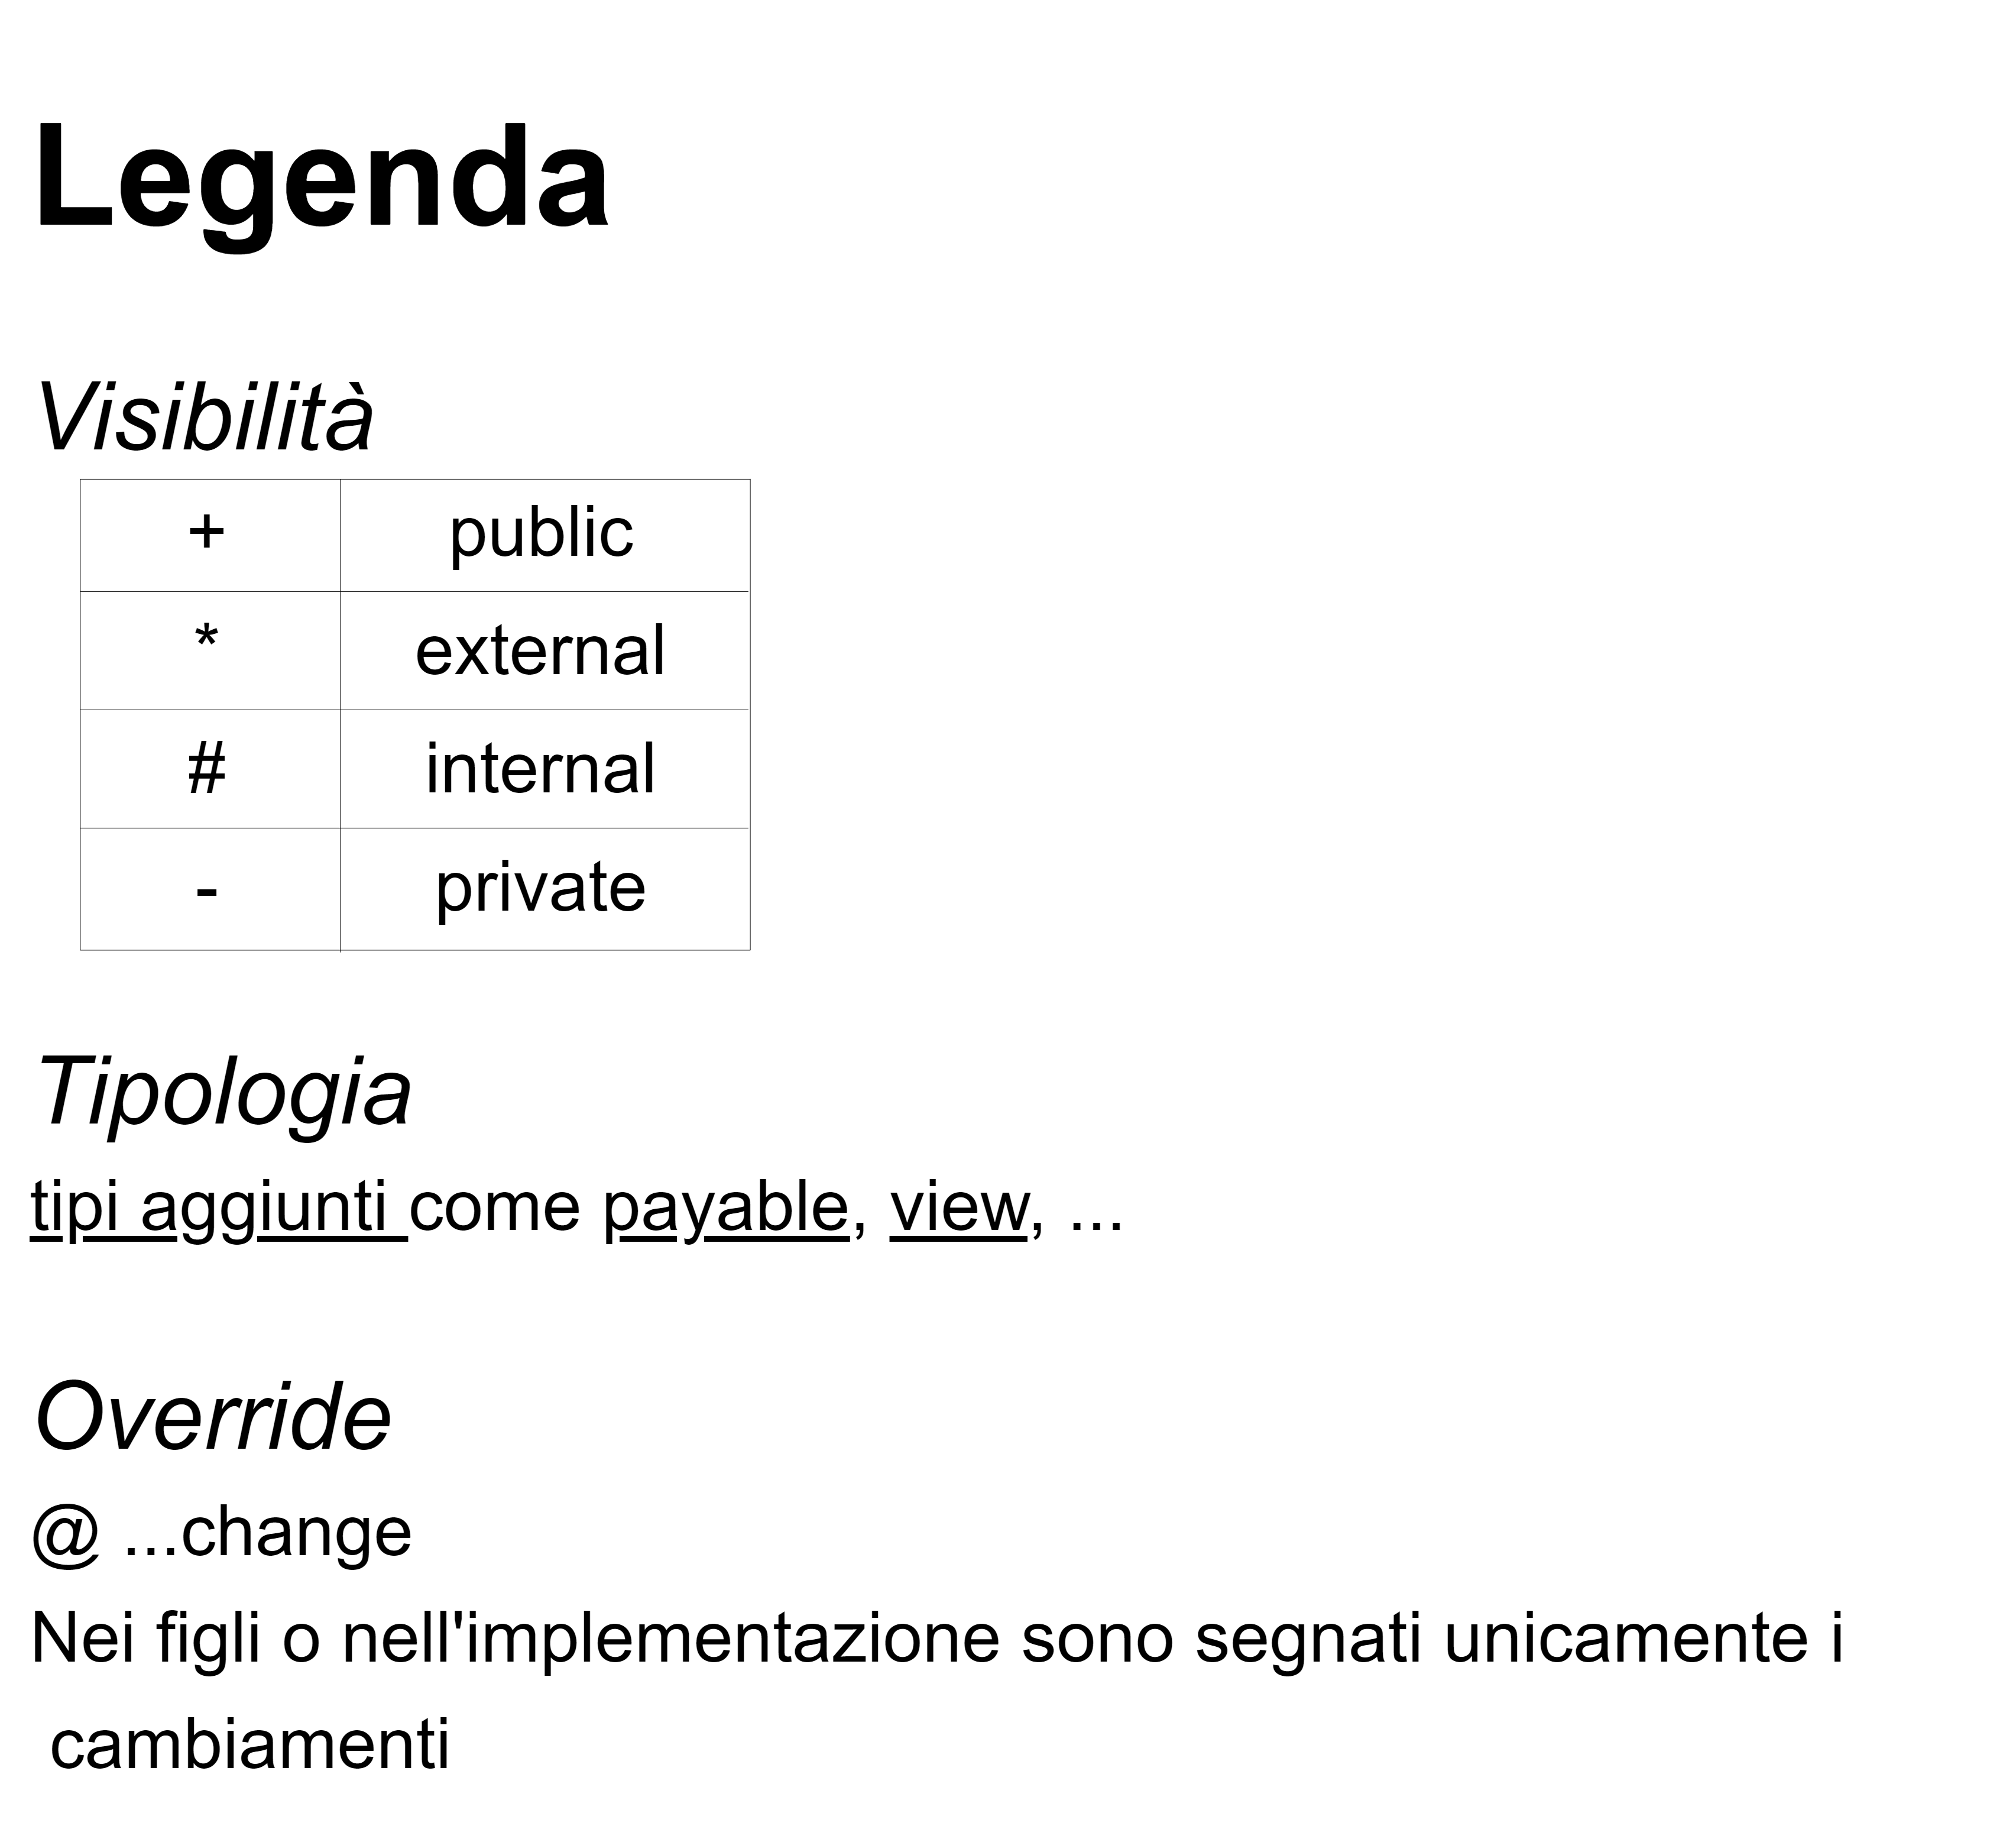 Legenda
Visibilità
+ public
* external
# internal
- private
Tipologia
tipi aggiunti come payable, view, ...
Override
@ ...change
Nei figli o nell'implementazione sono segnati unicamente i
cambiamenti